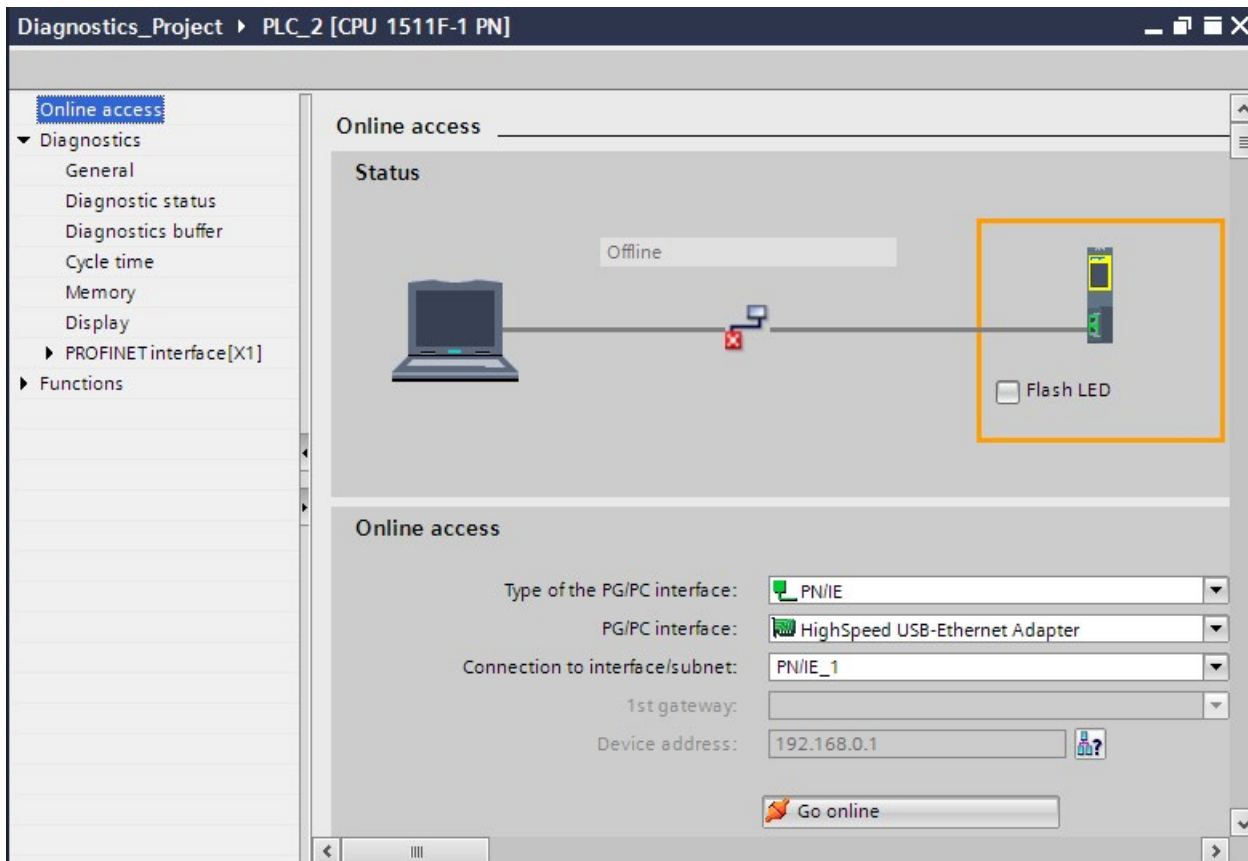 Diagnostics_Project ▸ PLC_2 [CPU 1511F-1 PN]
Online access
Diagnostics
General
Diagnostic status
Diagnostics buffer
Cycle time
Memory
Display
PROFINET interface[X1]
Functions
Online access
Status
Offline
Flash LED
Online access
Type of the PG/PC interface: PN/IE
PG/PC interface: HighSpeed USB-Ethernet Adapter
Connection to interface/subnet: PN/IE_1
1st gateway:
Device address: 192.168.0.1
Go online